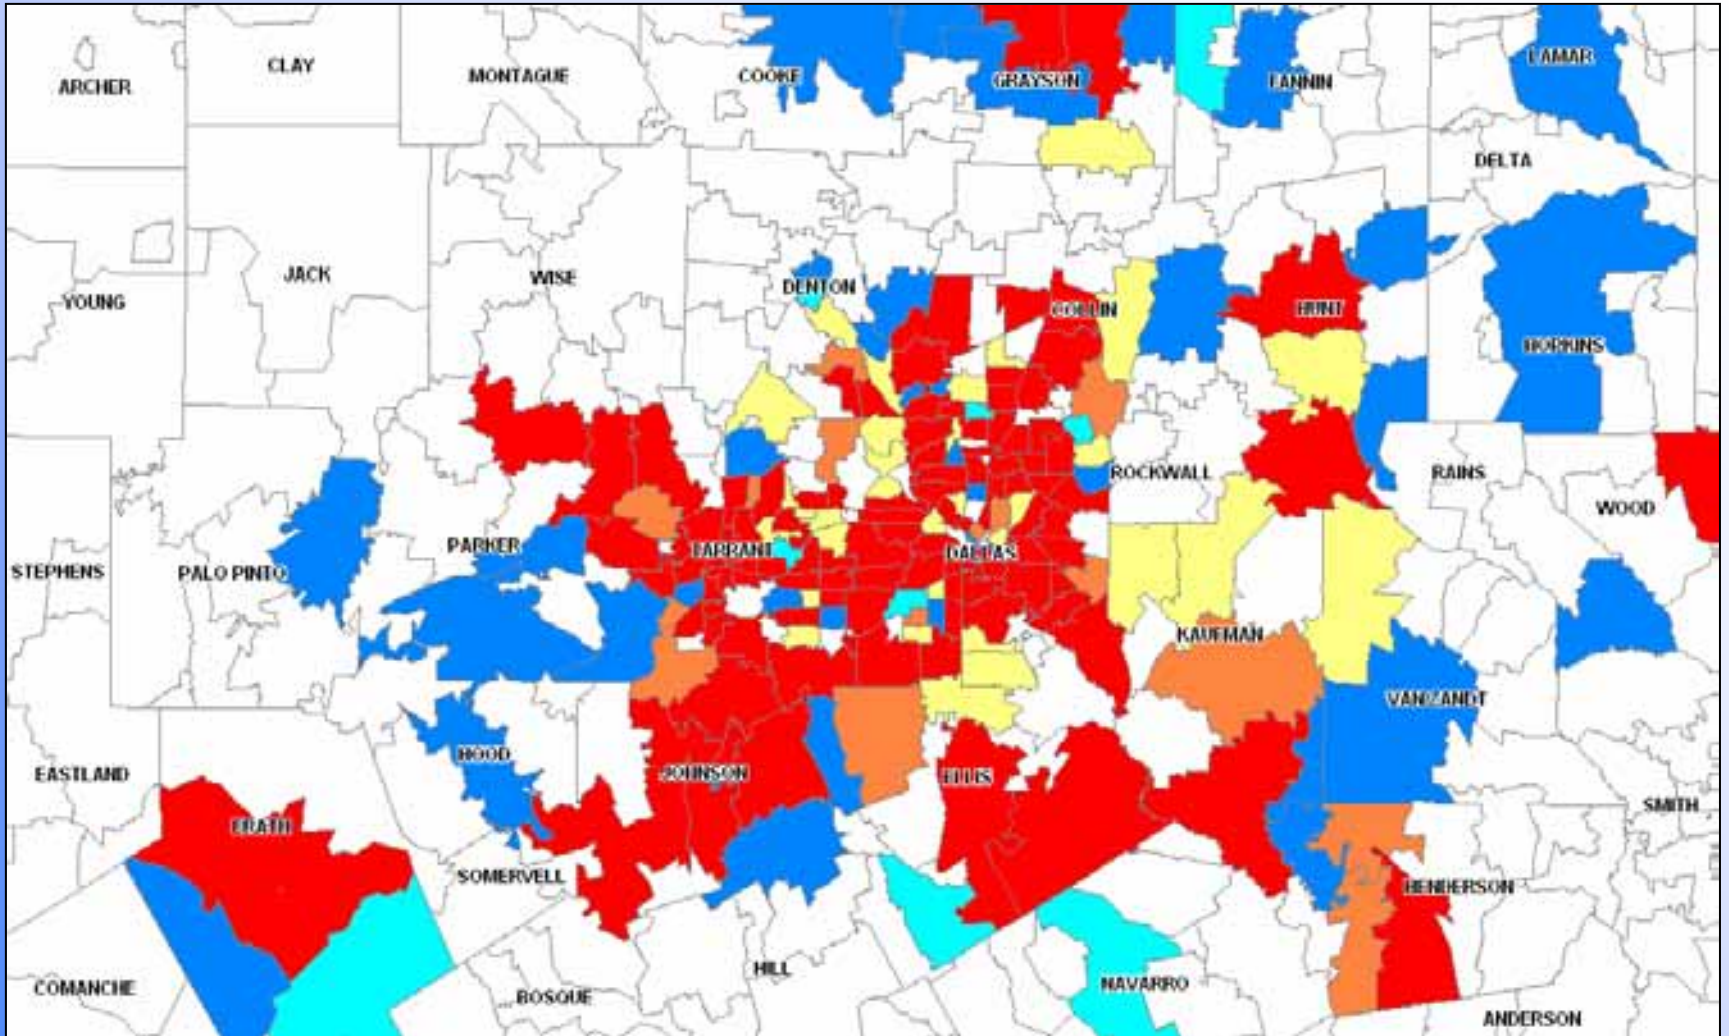 ARCHER
CLAY
MONTAGUE
COOKE
GRAYSON
FANNIN
LAMAR
DELTA
YOUNG
JACK
WISE
DENTON
COLLIN
HUNT
HOPKINS
STEPHENS
PALO PINTO
PARKER
TARRANT
DALLAS
ROCKWALL
RAINS
WOOD
KAUFMAN
VAN ZANDT
EASTLAND
HOOD
JOHNSON
ELLIS
SMITH
ERATH
SOMERVELL
HENDERSON
COMANCHE
BOSQUE
HILL
NAVARRO
ANDERSON